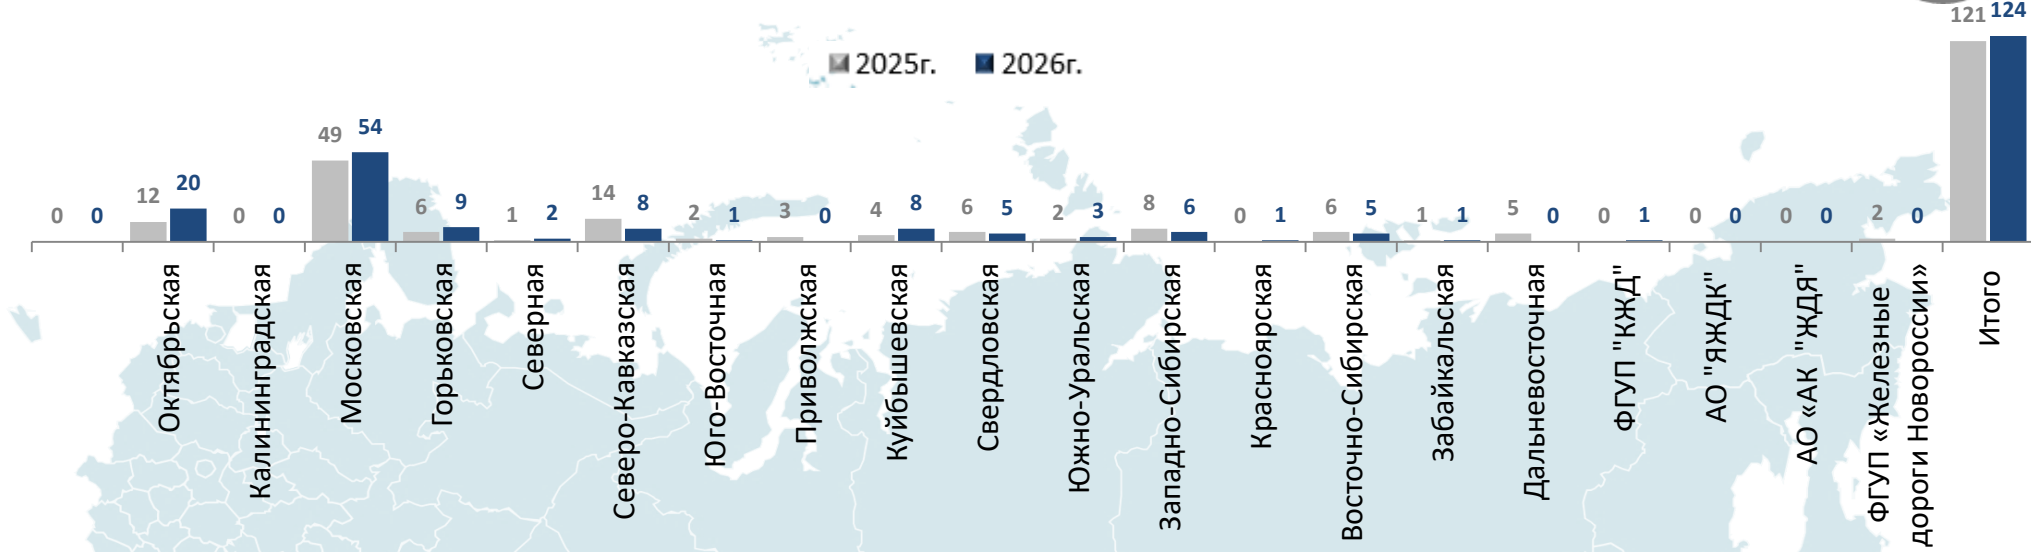 121 124
2025г. 2026г.
49 54
12 20
14 8
0 0
0 0
6 9
1 2
2 1
3 0
4 8
6 5
2 3
8 6
0 1
6 5
1 1
5 0
0 1
0 0
0 0
2 0
Октябрьская
Калининградская
Московская
Горьковская
Северная
Северо-Кавказская
Юго-Восточная
Приволжская
Куйбышевская
Свердловская
Южно-Уральская
Западно-Сибирская
Красноярская
Восточно-Сибирская
Забайкальская
Дальневосточная
ФГУП "КЖД"
АО "ЯЖДК"
АО «АК "ЖДЯ"
ФГУП «Железные
дороги Новороссии»
Итого